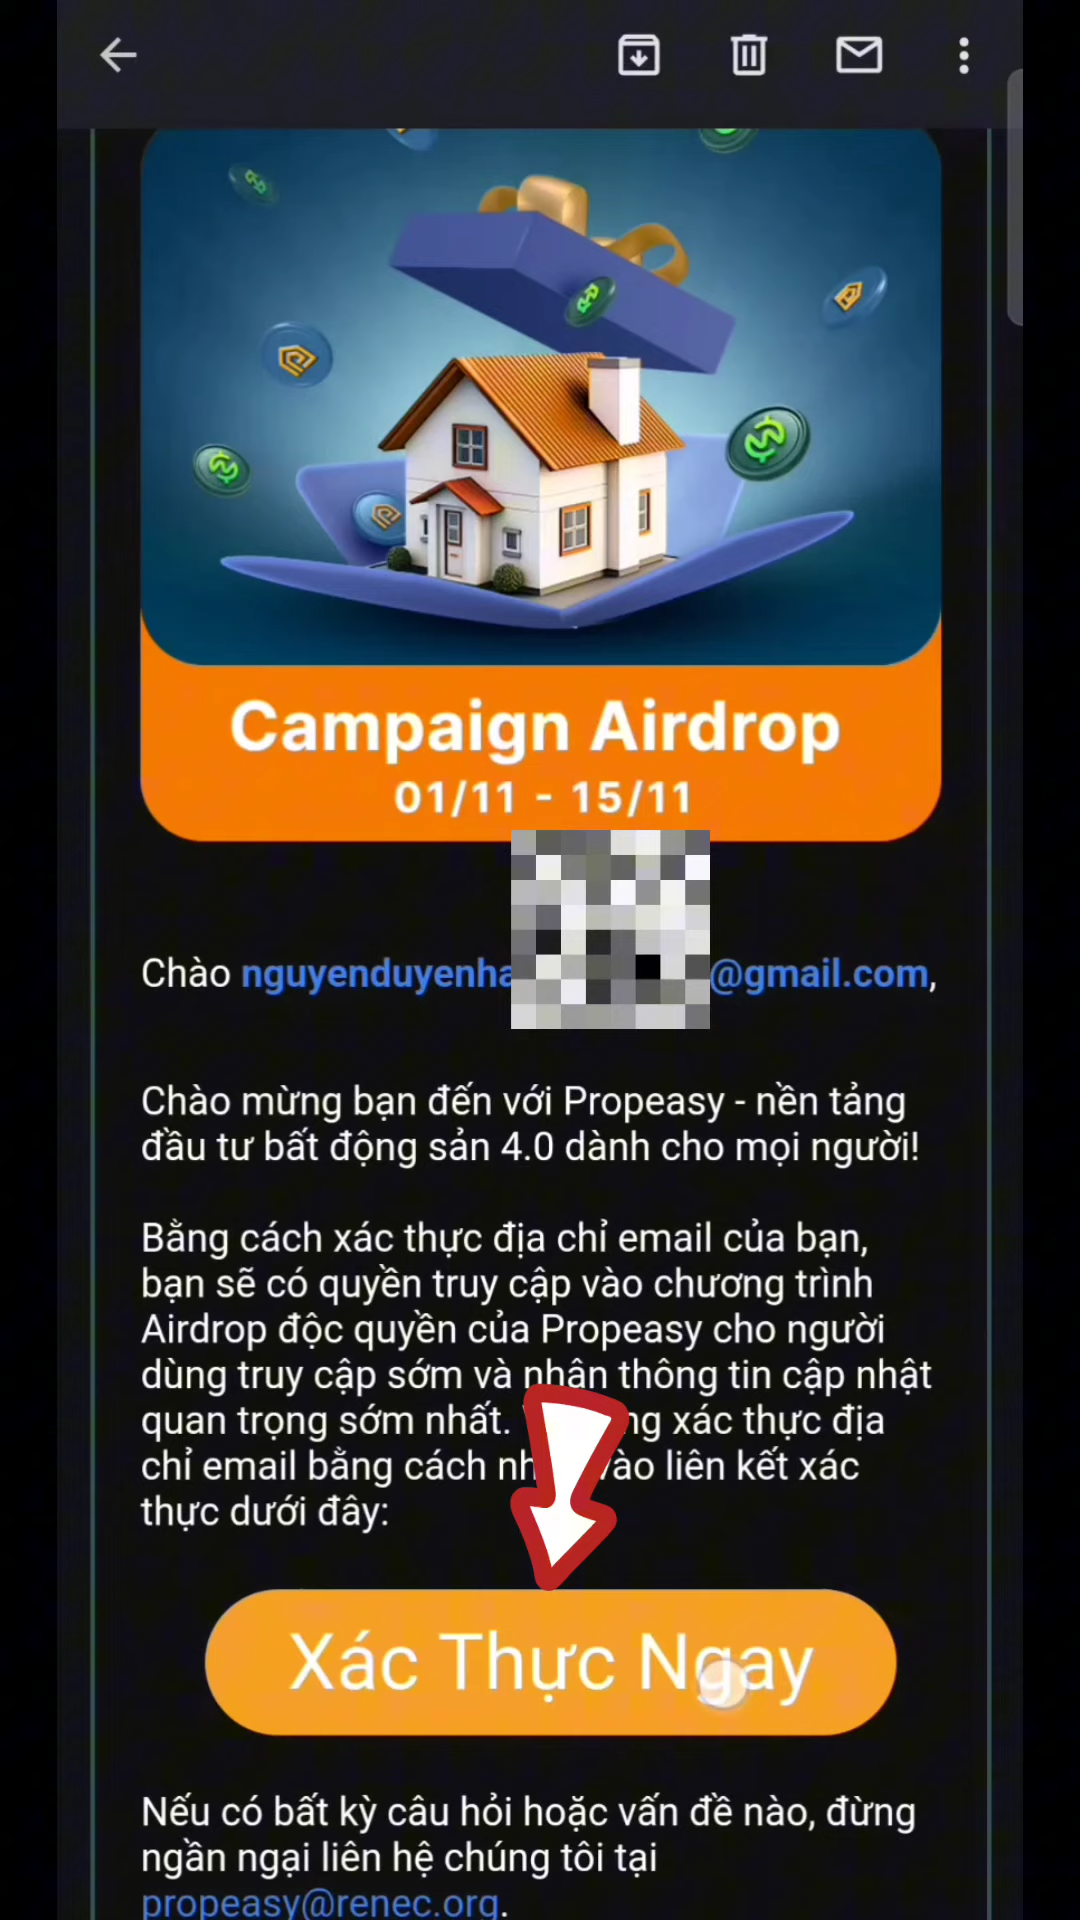 Campaign Airdrop
01/11 - 15/11
Chào nguyenduyenha @gmail.com,
Chào mừng bạn đến với Propeasy - nền tảng
đầu tư bất động sản 4.0 dành cho mọi người!
Bằng cách xác thực địa chỉ email của bạn,
bạn sẽ có quyền truy cập vào chương trình
Airdrop độc quyền của Propeasy cho người
dùng truy cập sớm và nhận thông tin cập nhật
quan trọng sớm nhất. xác thực địa
chỉ email bằng cách vào liên kết xác
thực dưới đây:
Xác Thực Ngay
Nếu có bất kỳ câu hỏi hoặc vấn đề nào, đừng
ngần ngại liên hệ chúng tôi tại
propeasy@renec.org.